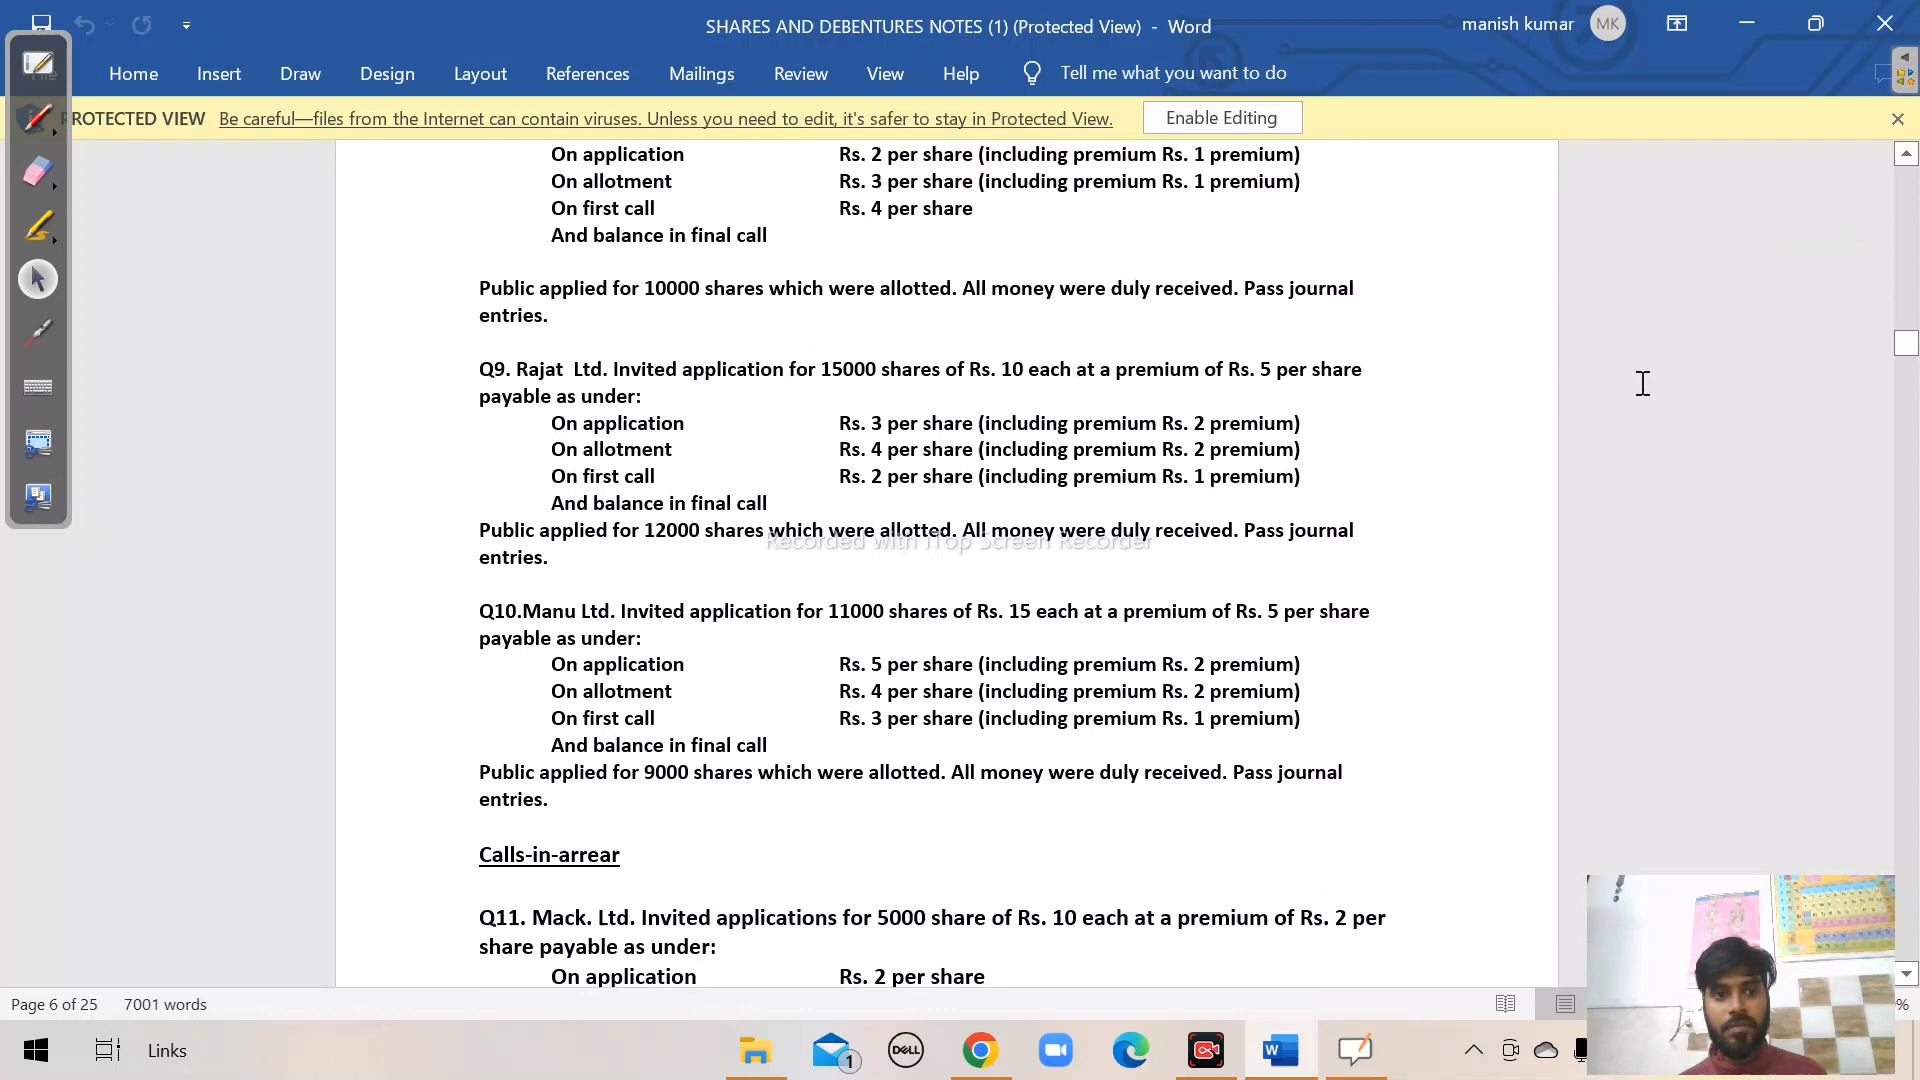 SHARES AND DEBENTURES NOTES (1) (Protected View) - Word
manish kumar
MK
File Home Insert Draw Design Layout References Mailings Review View Help Tell me what you want to do
PROTECTED VIEW Be careful—files from the Internet can contain viruses. Unless you need to edit, it's safer to stay in Protected View. Enable Editing
On application Rs. 2 per share (including premium Rs. 1 premium)
On allotment Rs. 3 per share (including premium Rs. 1 premium)
On first call Rs. 4 per share
And balance in final call
Public applied for 10000 shares which were allotted. All money were duly received. Pass journal
entries.
Q9. Rajat Ltd. Invited application for 15000 shares of Rs. 10 each at a premium of Rs. 5 per share
payable as under:
On application Rs. 3 per share (including premium Rs. 2 premium)
On allotment Rs. 4 per share (including premium Rs. 2 premium)
On first call Rs. 2 per share (including premium Rs. 1 premium)
And balance in final call
Public applied for 12000 shares which were allotted. All money were duly received. Pass journal
Recorded with iTop Screen Recorder
entries.
Q10.Manu Ltd. Invited application for 11000 shares of Rs. 15 each at a premium of Rs. 5 per share
payable as under:
On application Rs. 5 per share (including premium Rs. 2 premium)
On allotment Rs. 4 per share (including premium Rs. 2 premium)
On first call Rs. 3 per share (including premium Rs. 1 premium)
And balance in final call
Public applied for 9000 shares which were allotted. All money were duly received. Pass journal
entries.
Calls-in-arrear
Q11. Mack. Ltd. Invited applications for 5000 share of Rs. 10 each at a premium of Rs. 2 per
share payable as under:
On application Rs. 2 per share
Page 6 of 25 7001 words %
Links 1 DELL W